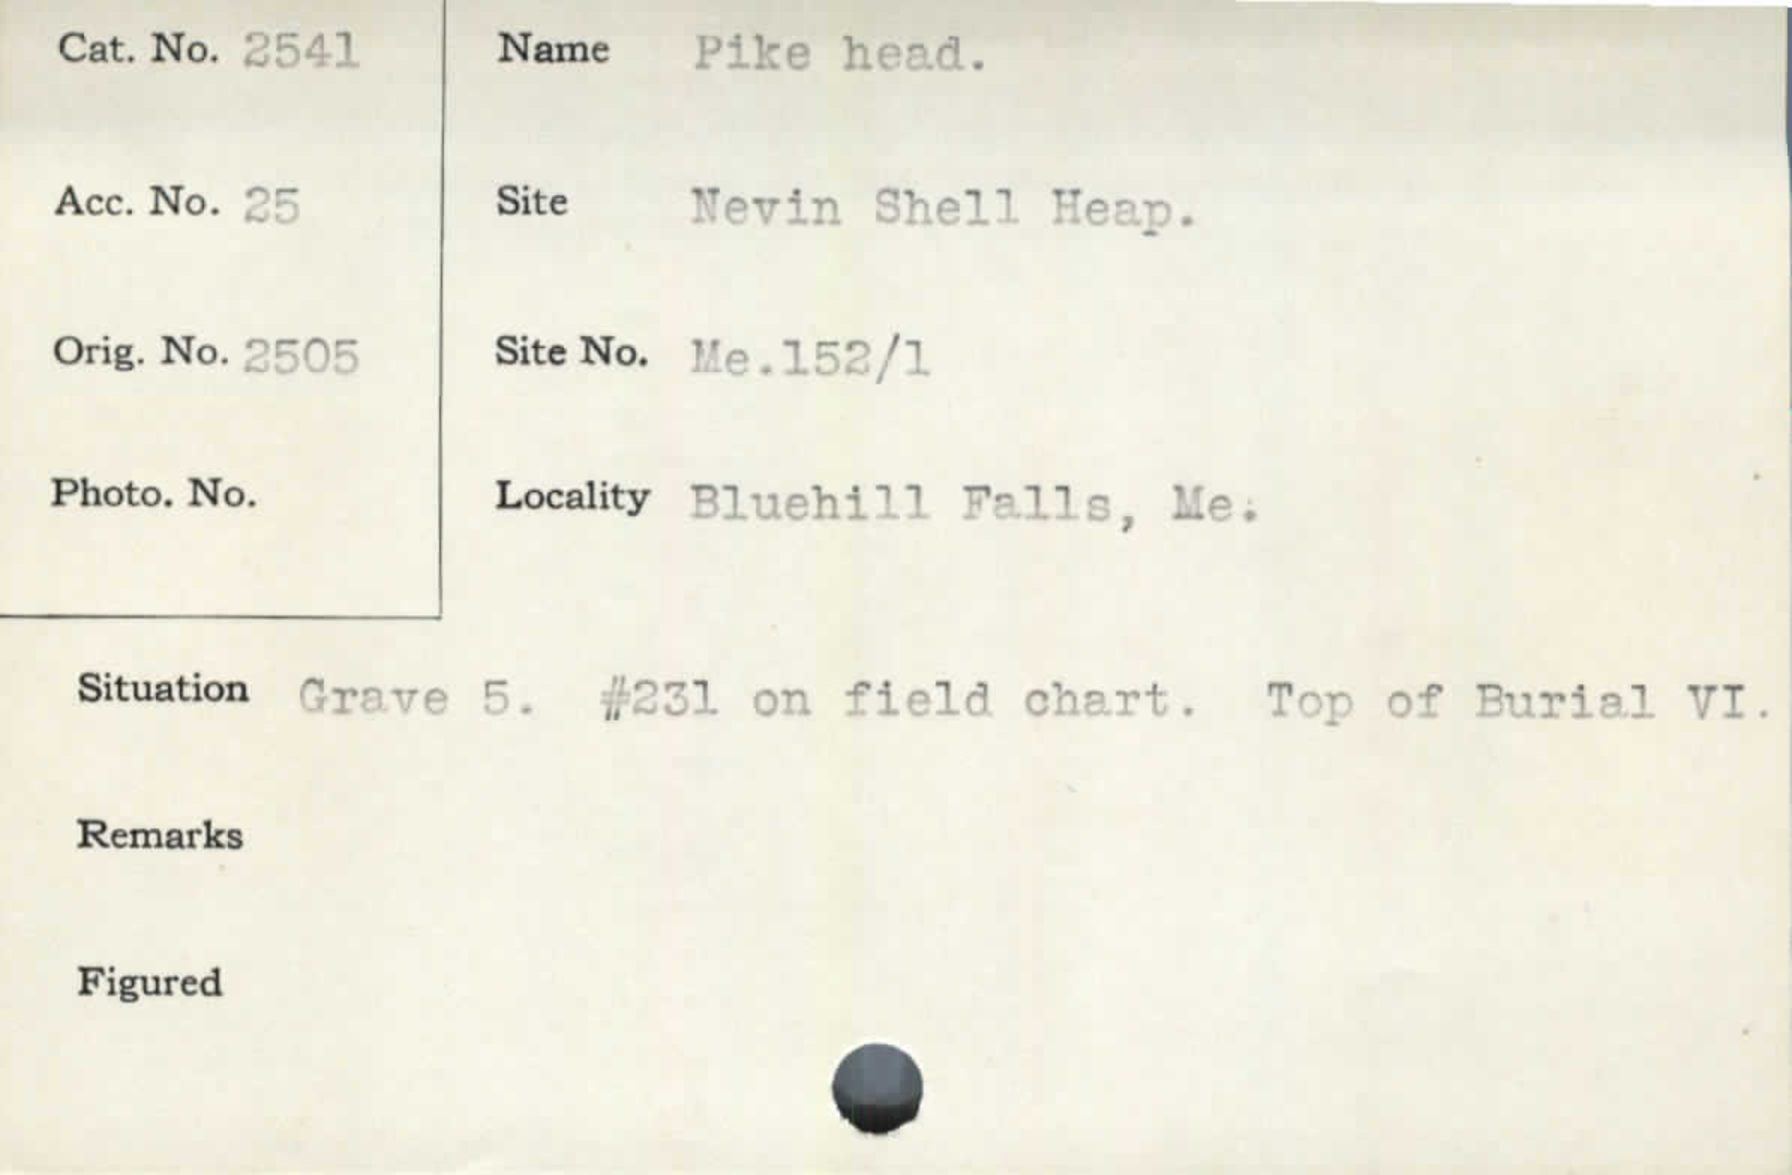 Cat. No. 2541
Name Pike head.
Acc. No. 25
Site Nevin Shell Heap.
Orig. No. 2505
Site No. Me.152/1
Photo. No.
Locality Bluehill Falls, Me.
Situation Grave 5. #231 on field chart. Top of Burial VI.
Remarks
Figured